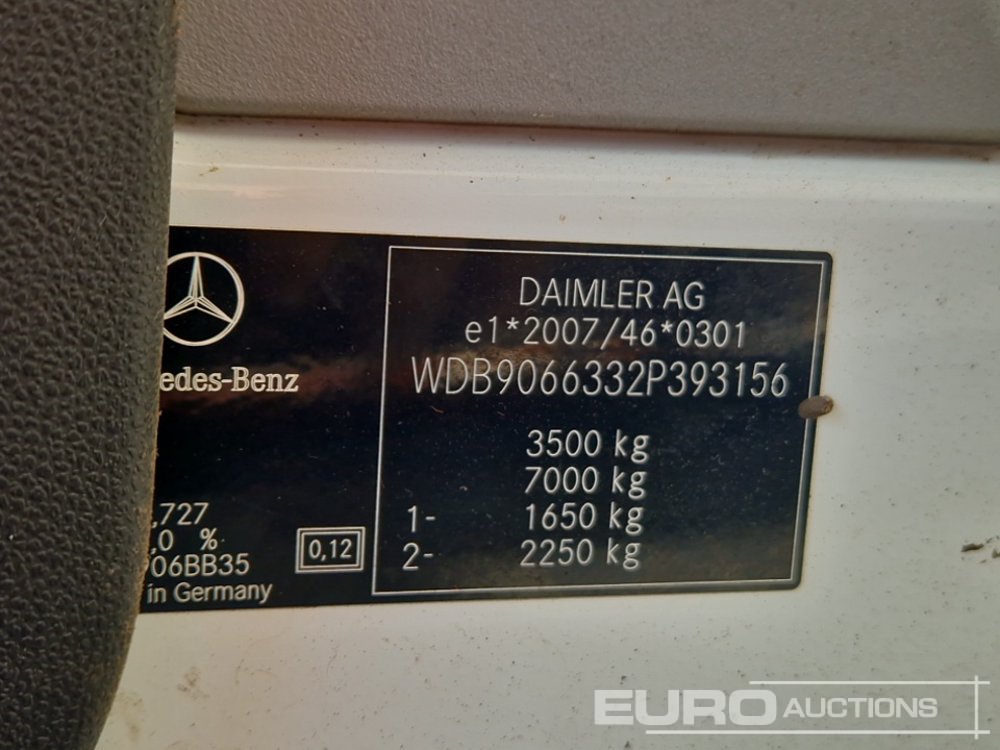 edes-Benz
,727
,0 %
06BB35
in Germany
0,12
DAIMLER AG
e1*2007/46*0301
WDB9066332P393156
3500 kg
7000 kg
1- 1650 kg
2- 2250 kg
EURO AUCTIONS